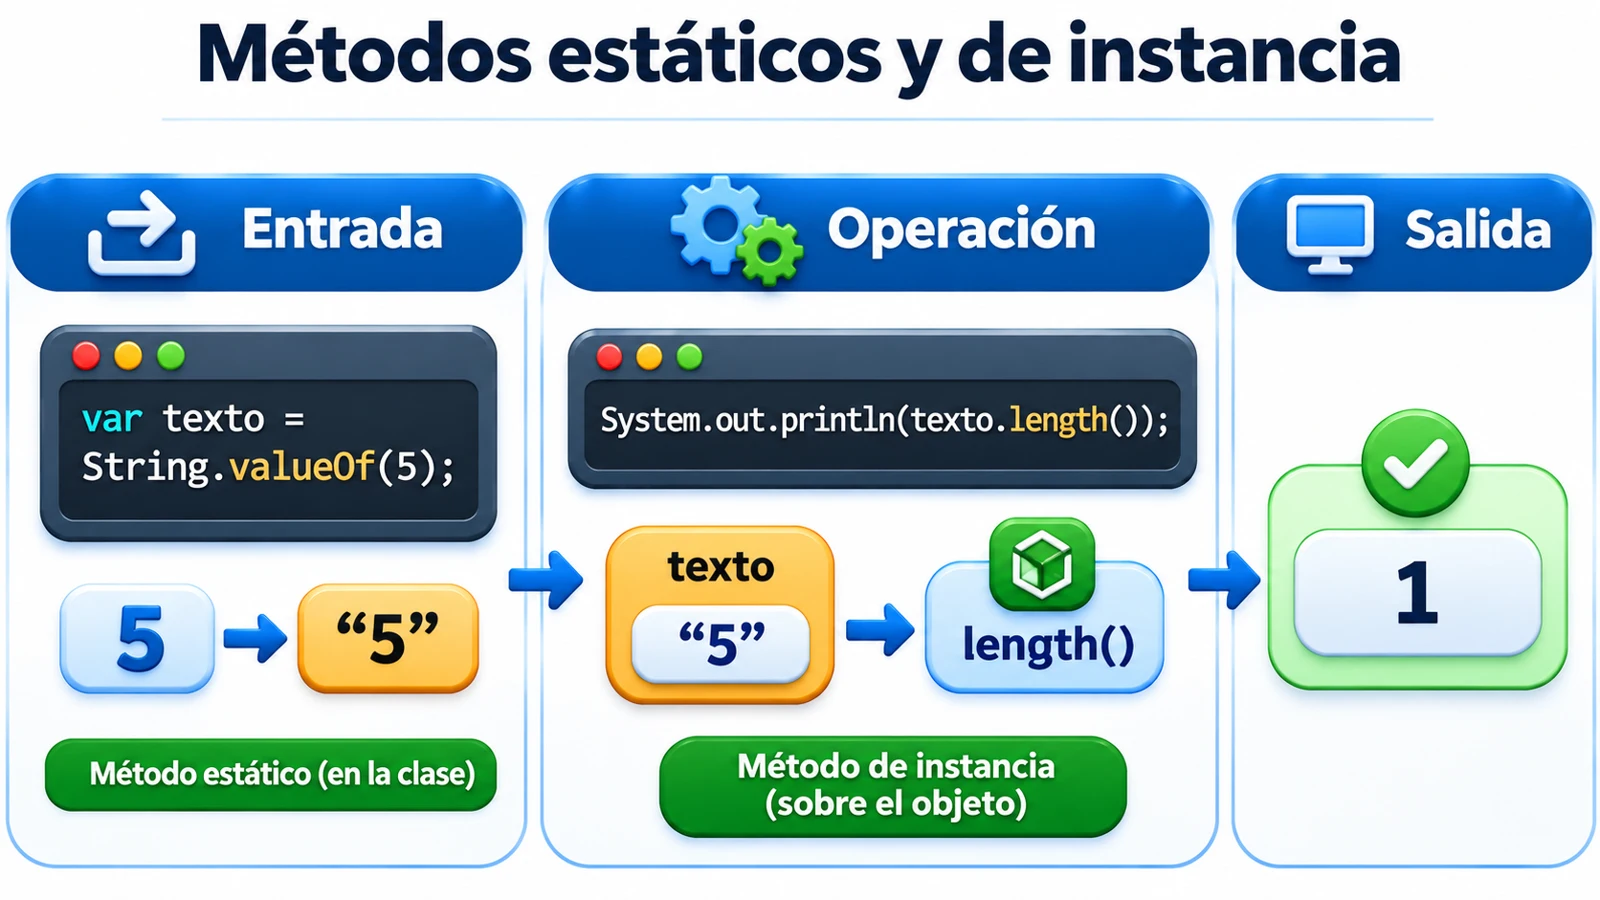 Métodos estáticos y de instancia
Entrada
var texto =
String.valueOf(5);
5
“5”
Método estático (en la clase)
Operación
System.out.println(texto.length());
texto
“5”
length()
Método de instancia
(sobre el objeto)
Salida
1